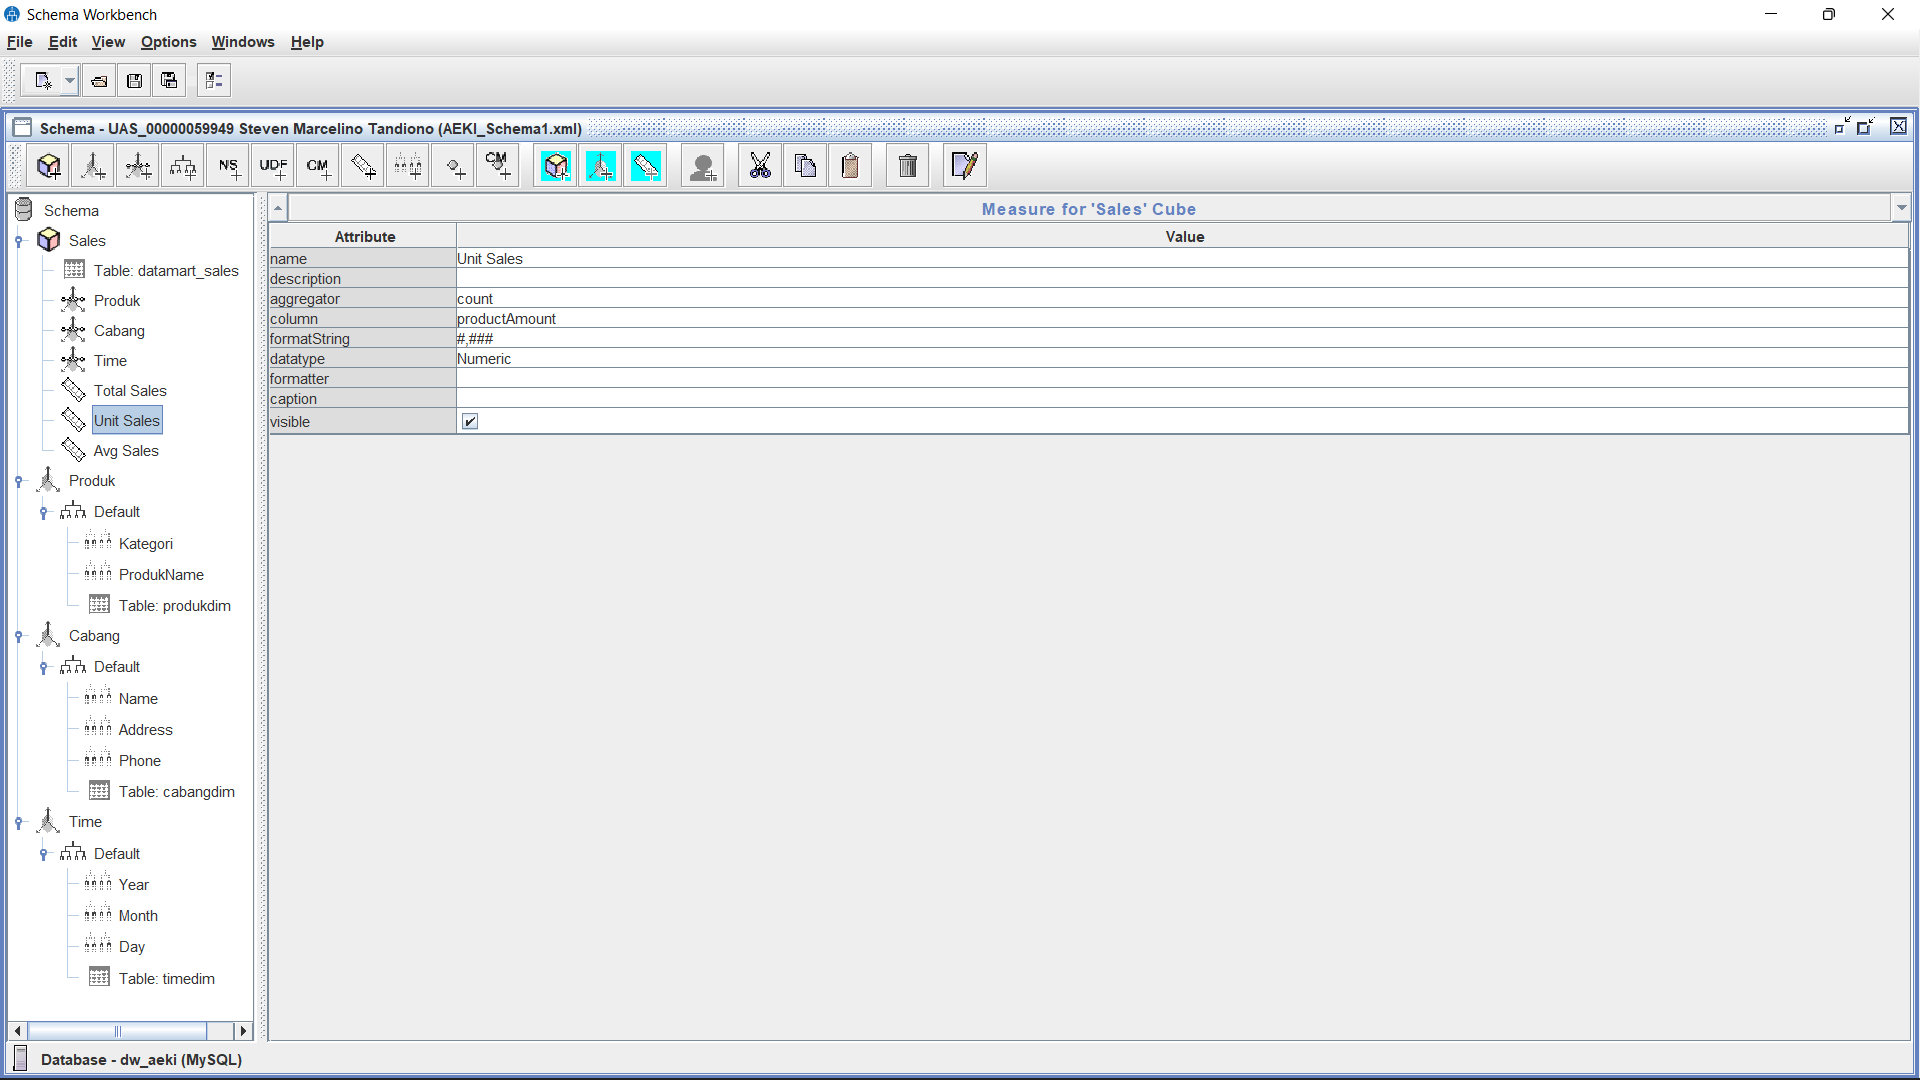 Schema Workbench
File Edit View Options Windows Help
Schema - UAS_00000059949 Steven Marcelino Tandiono (AEKI_Schema1.xml)
NS UDF CM CM
Schema
Sales
Table: datamart_sales
Produk
Cabang
Time
Total Sales
Unit Sales
Avg Sales
Produk
Default
Kategori
ProdukName
Table: produkdim
Cabang
Default
Name
Address
Phone
Table: cabangdim
Time
Default
Year
Month
Day
Table: timedim
Measure for 'Sales' Cube
Attribute Value
name Unit Sales
description
aggregator count
column productAmount
formatString #,###
datatype Numeric
formatter
caption
visible
Database - dw_aeki (MySQL)